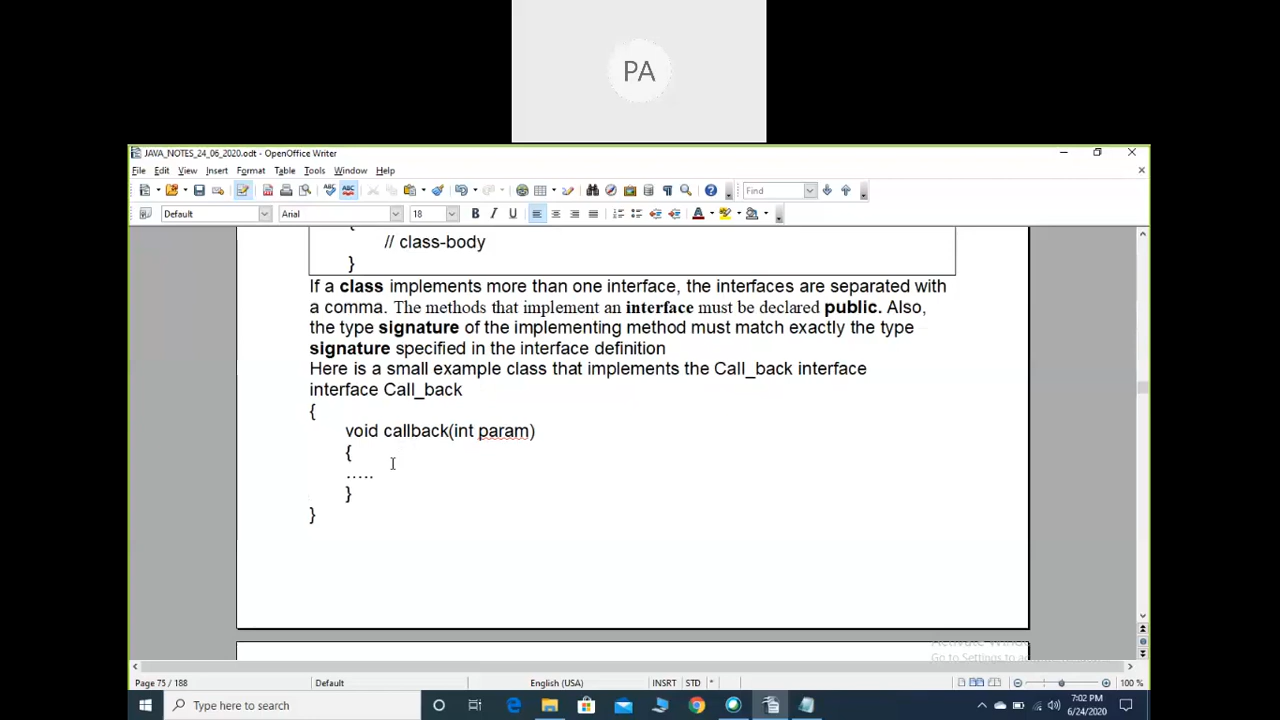 PA
JAVA_NOTES_24_06_2020.odt - OpenOffice Writer
File Edit View Insert Format Table Tools Window Help
Find
Default Arial 18
// class-body
}
If a class implements more than one interface, the interfaces are separated with
a comma. The methods that implement an interface must be declared public. Also,
the type signature of the implementing method must match exactly the type
signature specified in the interface definition
Here is a small example class that implements the Call_back interface
interface Call_back
{
void callback(int param)
{
.....
}
}
Page 75 / 188 Default English (USA) INSRT STD * 100 %
Type here to search
7:02 PM
6/24/2020